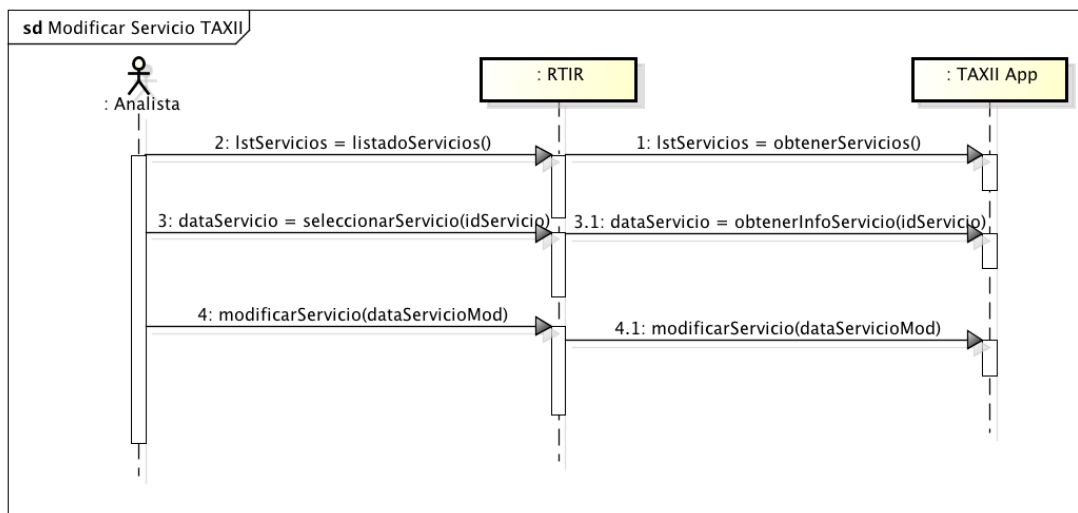 sd Modificar Servicio TAXII
: Analista
: RTIR
: TAXII App
2: lstServicios = listadoServicios()
1: lstServicios = obtenerServicios()
3: dataServicio = seleccionarServicio(idServicio)
3.1: dataServicio = obtenerInfoServicio(idServicio)
4: modificarServicio(dataServicioMod)
4.1: modificarServicio(dataServicioMod)